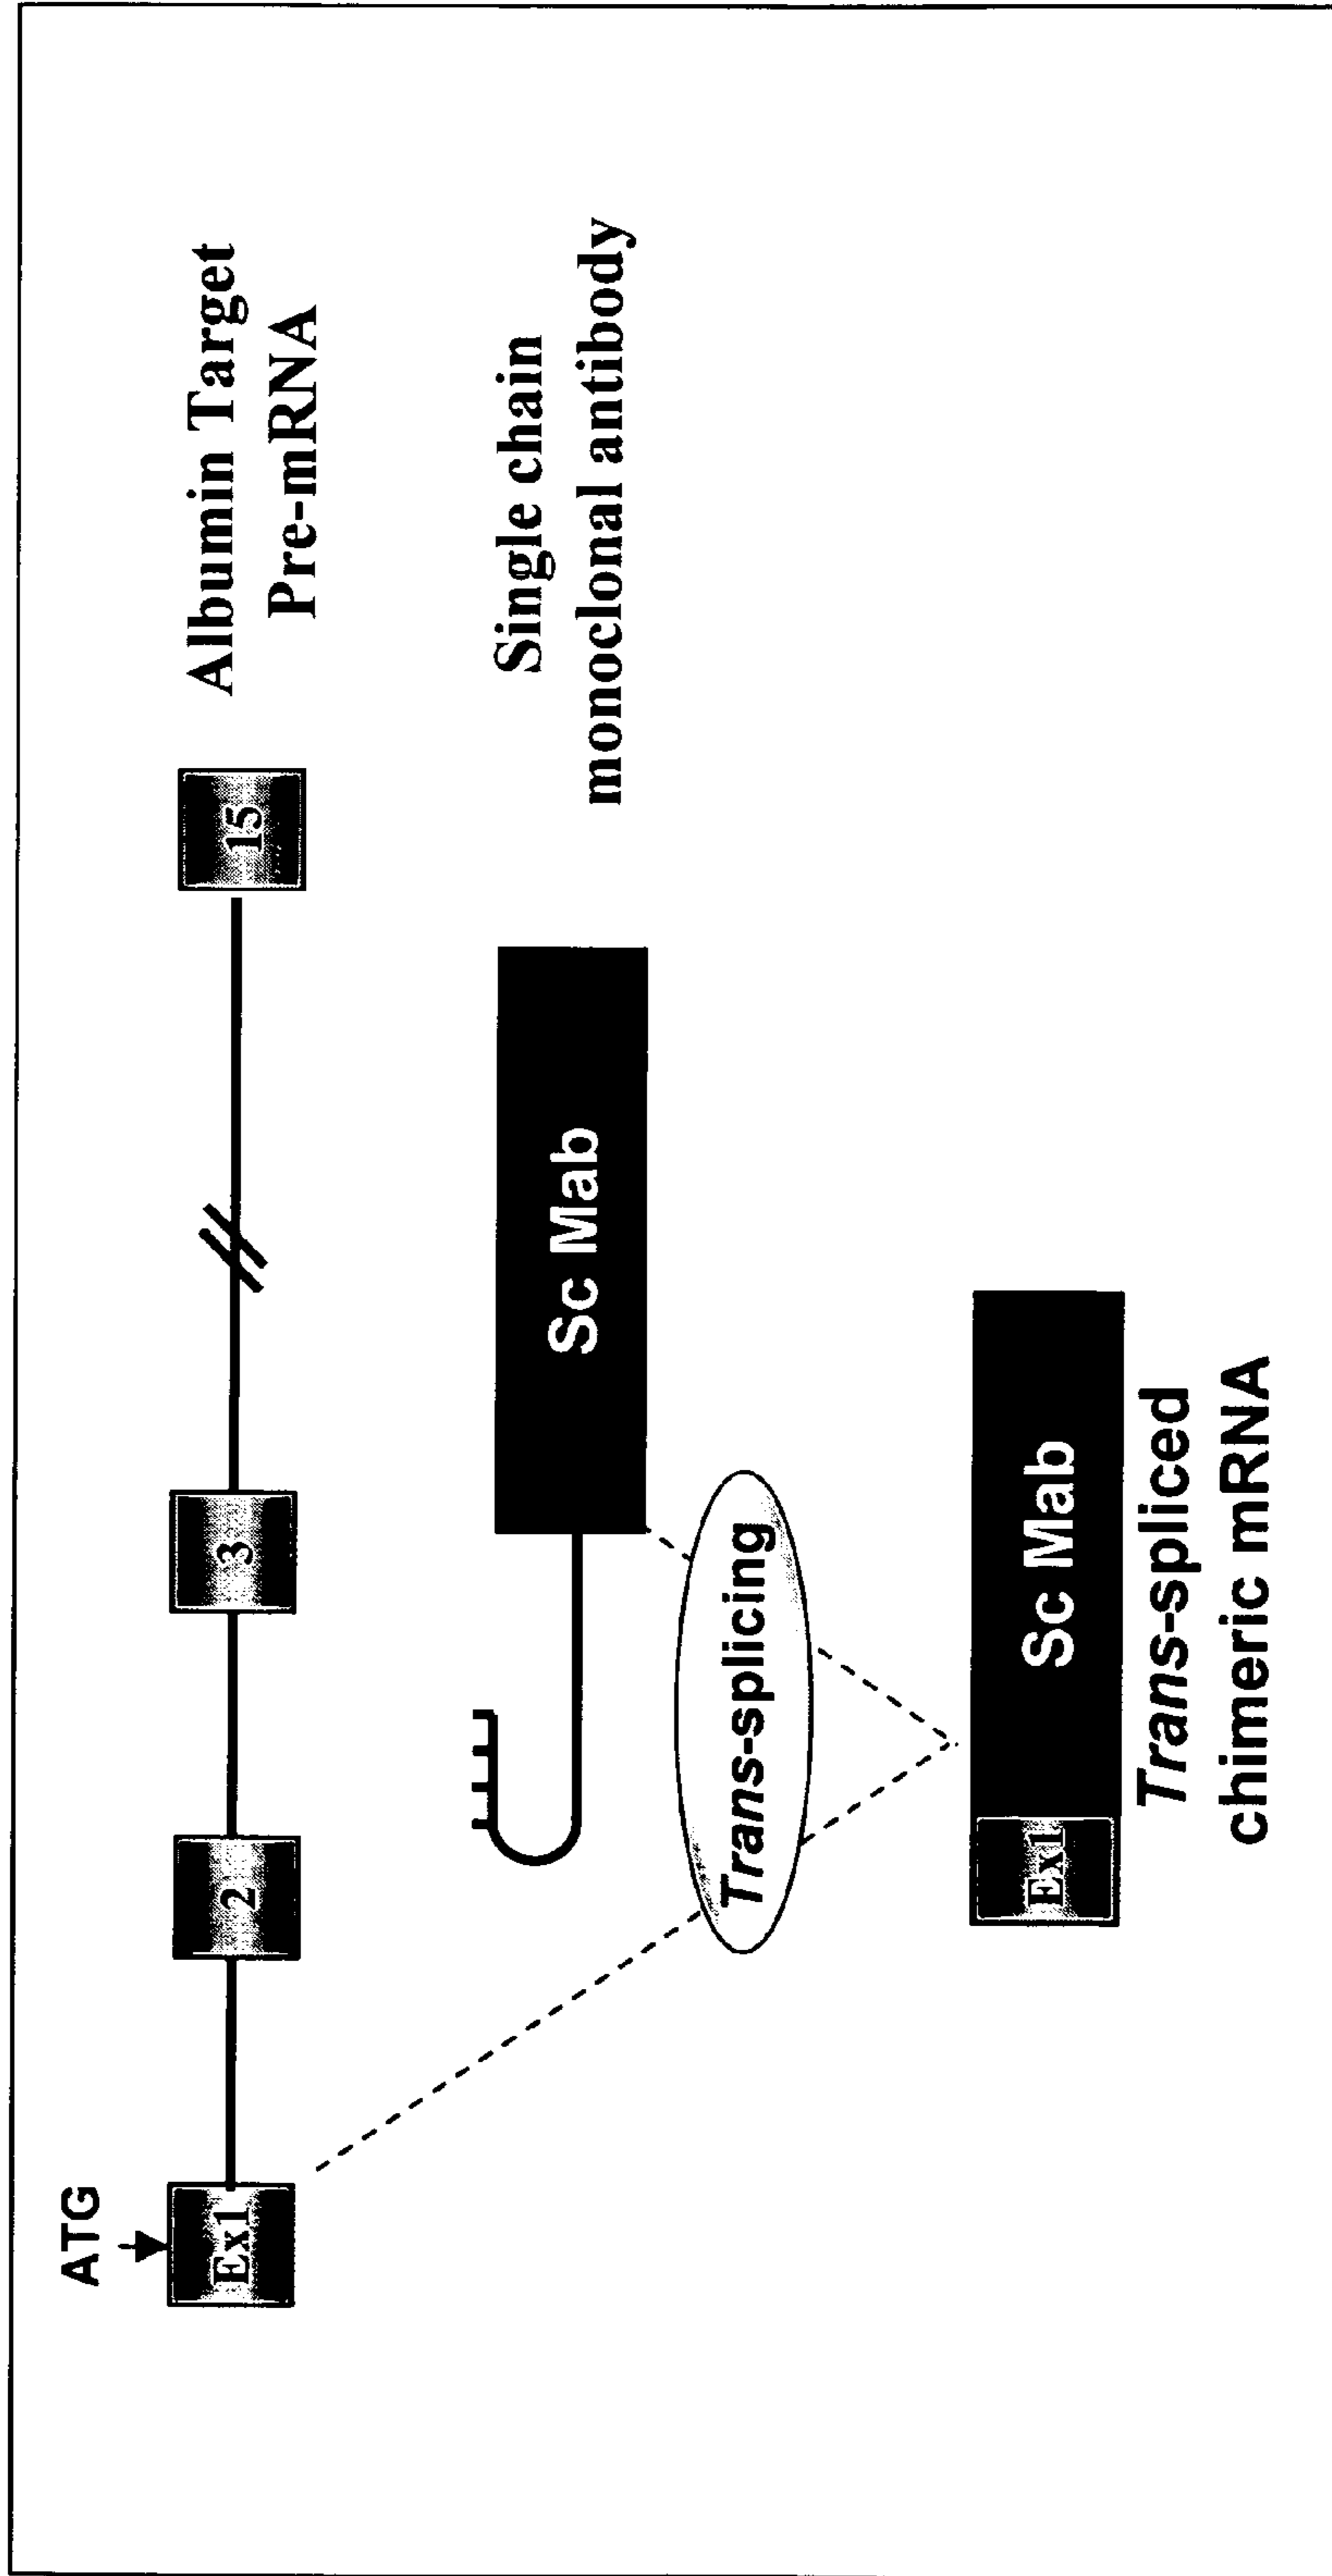 ATG
Ex1
2
3
15
Albumin Target
Pre-mRNA
Sc Mab
Single chain
monoclonal antibody
Trans-splicing
Ex1
Sc Mab
Trans-spliced
chimeric mRNA